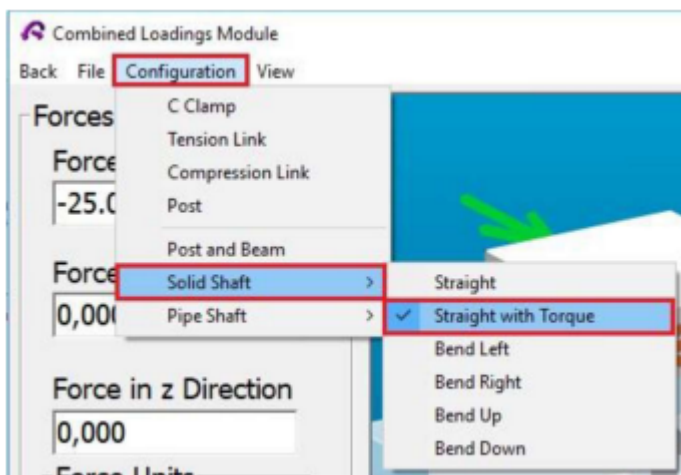 Combined Loadings Module
Back File Configuration View
Forces
C Clamp
Tension Link
Compression Link
Post
Post and Beam
Solid Shaft
Pipe Shaft
Straight
Straight with Torque
Bend Left
Bend Right
Bend Up
Bend Down
Force
-25.0
Force
0,000
Force in z Direction
0,000
Force Units